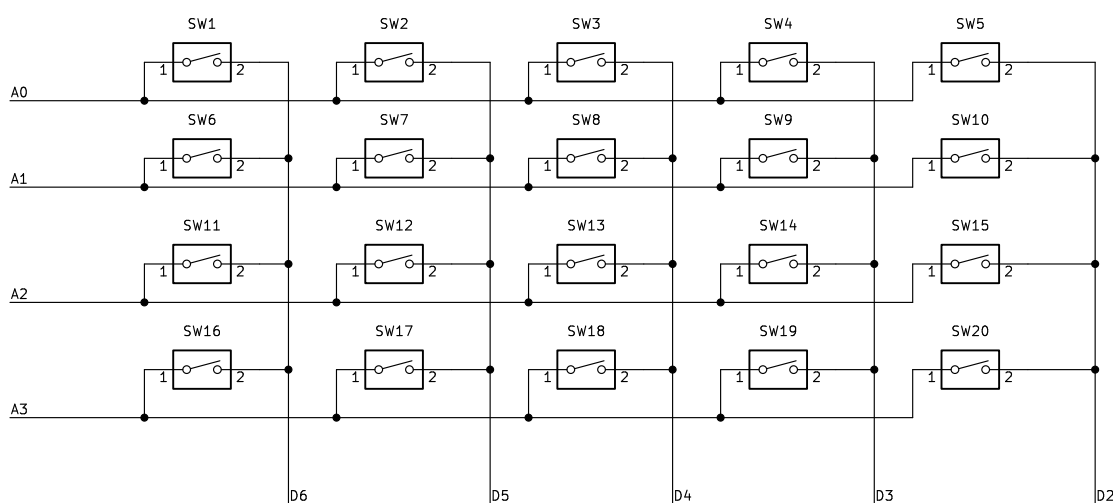 SW1 SW2 SW3 SW4 SW5
1 2 1 2 1 2 1 2 1 2
A0
SW6 SW7 SW8 SW9 SW10
1 2 1 2 1 2 1 2 1 2
A1
SW11 SW12 SW13 SW14 SW15
1 2 1 2 1 2 1 2 1 2
A2
SW16 SW17 SW18 SW19 SW20
1 2 1 2 1 2 1 2 1 2
A3
D6 D5 D4 D3 D2